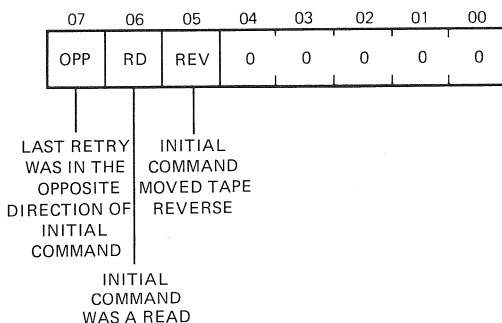 07 06 05 04 03 02 01 00
OPP RD REV 0 0 0 0 0
LAST RETRY
WAS IN THE
OPPOSITE
DIRECTION OF
INITIAL
COMMAND
INITIAL
COMMAND
MOVED TAPE
REVERSE
INITIAL
COMMAND
WAS A READ